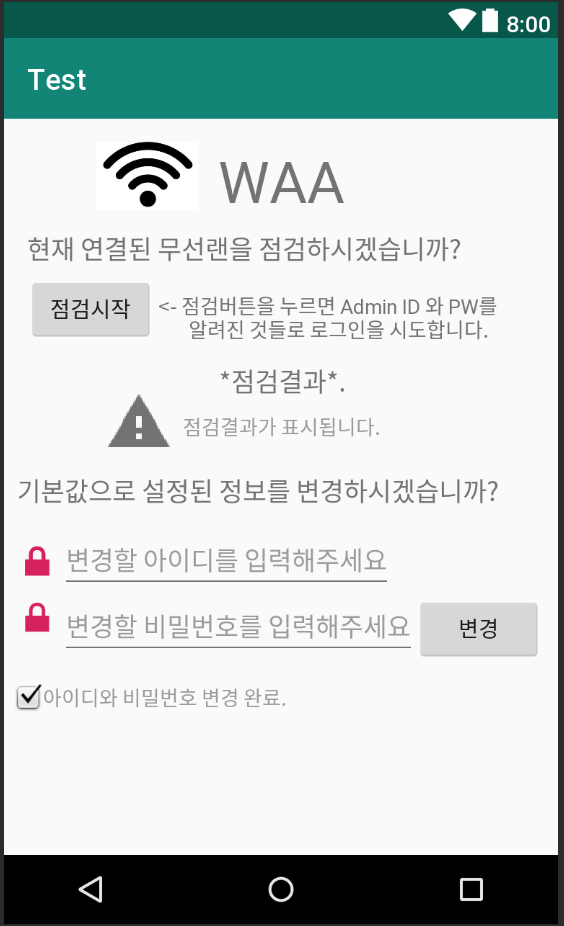 8:00
Test
WAA
현재 연결된 무선랜을 점검하시겠습니까?
점검시작
<- 점검버튼을 누르면 Admin ID 와 PW를
알려진 것들로 로그인을 시도합니다.
*점검결과*.
점검결과가 표시됩니다.
기본값으로 설정된 정보를 변경하시겠습니까?
변경할 아이디를 입력해주세요
변경할 비밀번호를 입력해주세요
변경
아이디와 비밀번호 변경 완료.